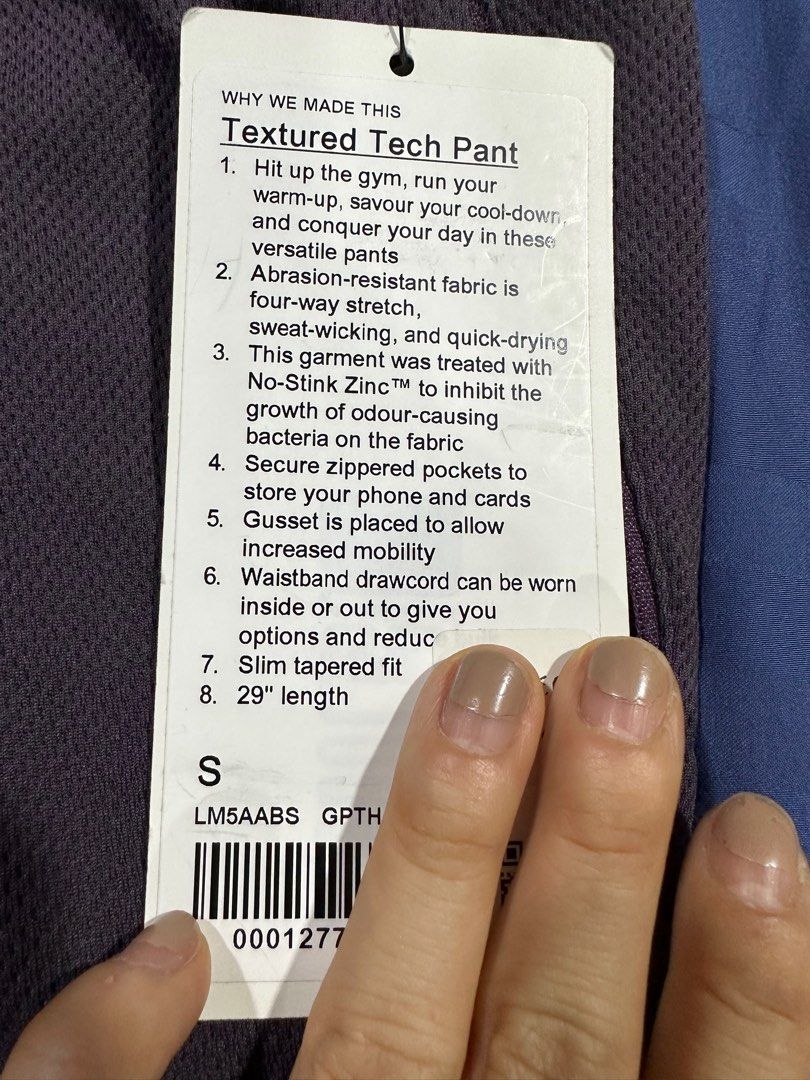 WHY WE MADE THIS
Textured Tech Pant
1. Hit up the gym, run your
warm-up, savour your cool-down,
and conquer your day in these
versatile pants
2. Abrasion-resistant fabric is
four-way stretch,
sweat-wicking, and quick-drying
3. This garment was treated with
No-Stink Zinc™ to inhibit the
growth of odour-causing
bacteria on the fabric
4. Secure zippered pockets to
store your phone and cards
5. Gusset is placed to allow
increased mobility
6. Waistband drawcord can be worn
inside or out to give you
options and reduc
7. Slim tapered fit
8. 29" length
S
LM5AABS GPTH
0001277